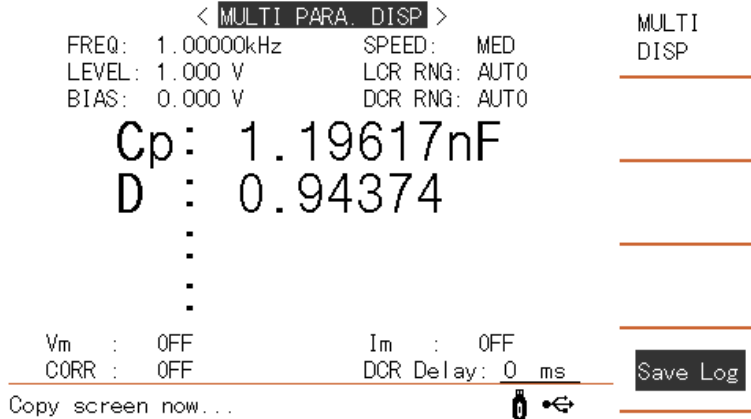 < MULTI PARA. DISP >
MULTI
DISP
FREQ: 1.00000kHz SPEED: MED
LEVEL: 1.000 V LCR RNG: AUTO
BIAS: 0.000 V DCR RNG: AUTO
Cp: 1.19617nF
D : 0.94374
:
:
Vm : OFF Im : OFF
CORR : OFF DCR Delay: 0 ms
Save Log
Copy screen now...